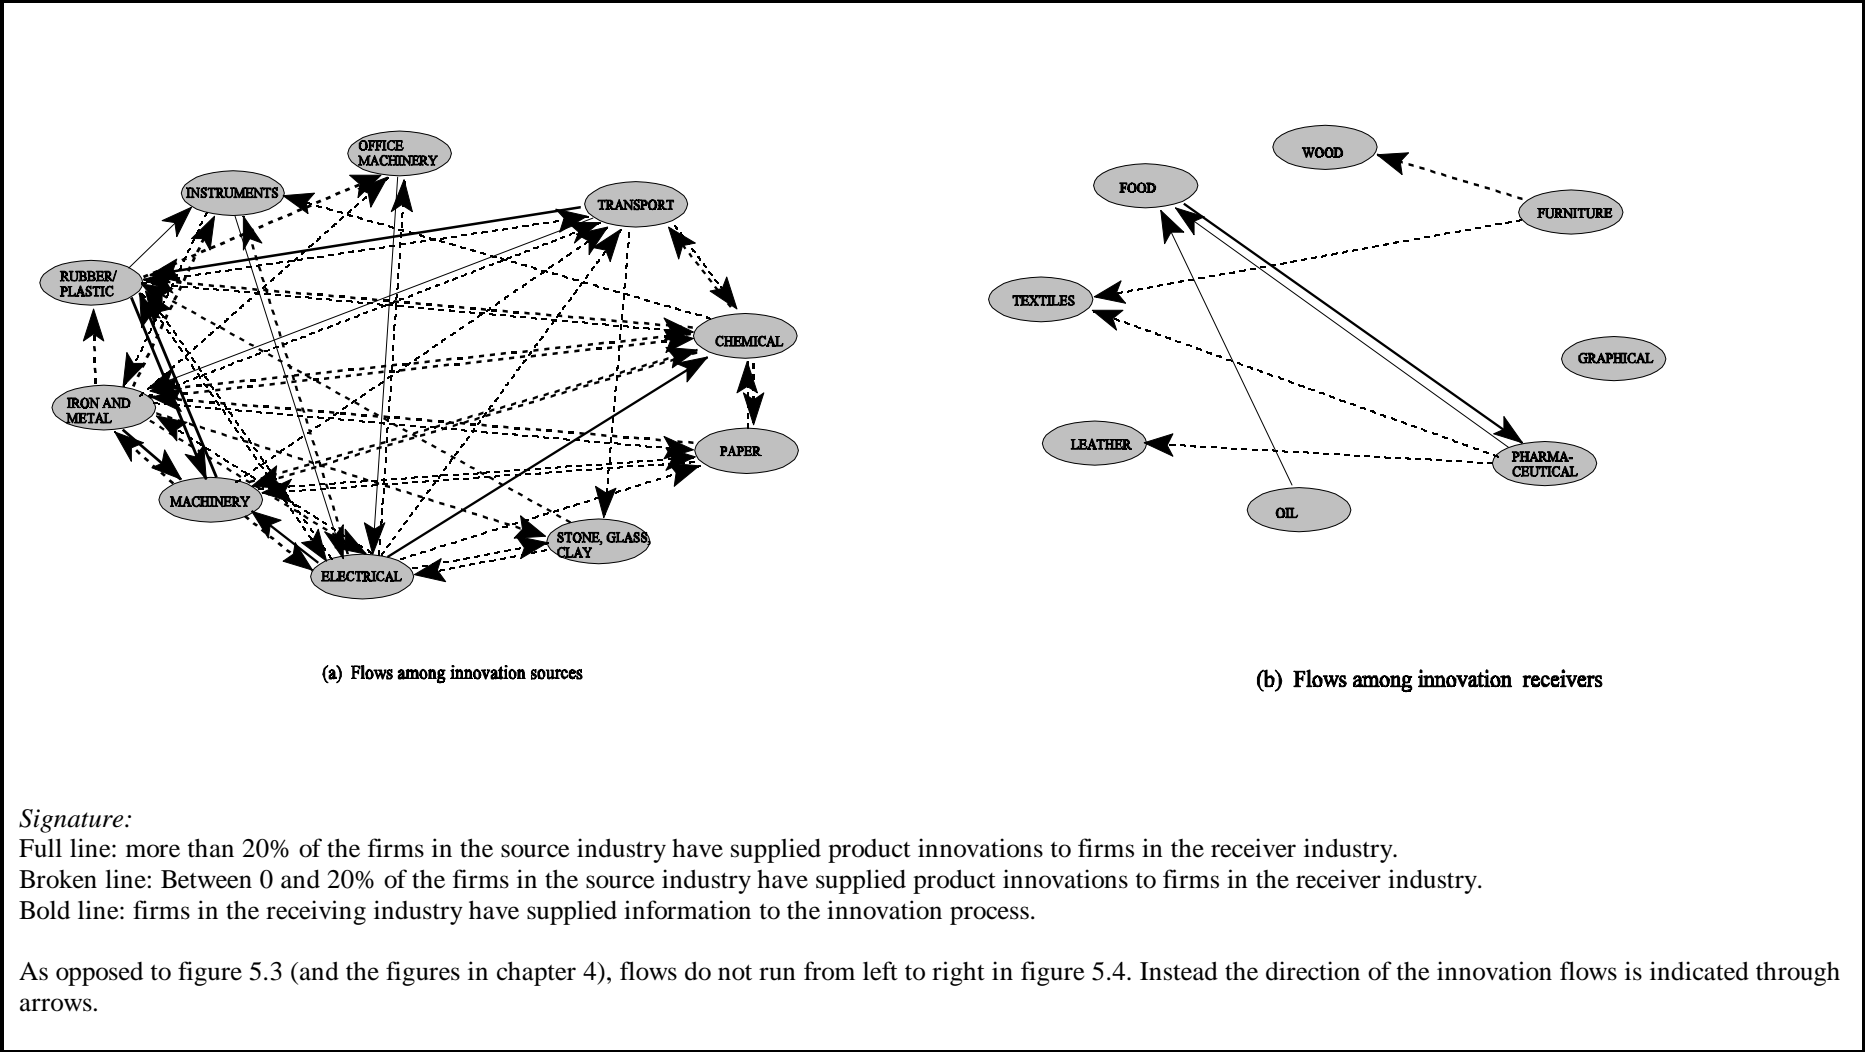 OFFICE
MACHINERY
INSTRUMENTS
TRANSPORT
RUBBER/
PLASTIC
CHEMICAL
IRON AND
METAL
PAPER
MACHINERY
STONE, GLASS,
CLAY
ELECTRICAL
(a) Flows among innovation sources
WOOD
FOOD
FURNITURE
TEXTILES
GRAPHICAL
LEATHER
PHARMA-
CEUTICAL
OIL
(b) Flows among innovation receivers
Signature:
Full line: more than 20% of the firms in the source industry have supplied product innovations to firms in the receiver industry.
Broken line: Between 0 and 20% of the firms in the source industry have supplied product innovations to firms in the receiver industry.
Bold line: firms in the receiving industry have supplied information to the innovation process.
As opposed to figure 5.3 (and the figures in chapter 4), flows do not run from left to right in figure 5.4. Instead the direction of the innovation flows is indicated through
arrows.